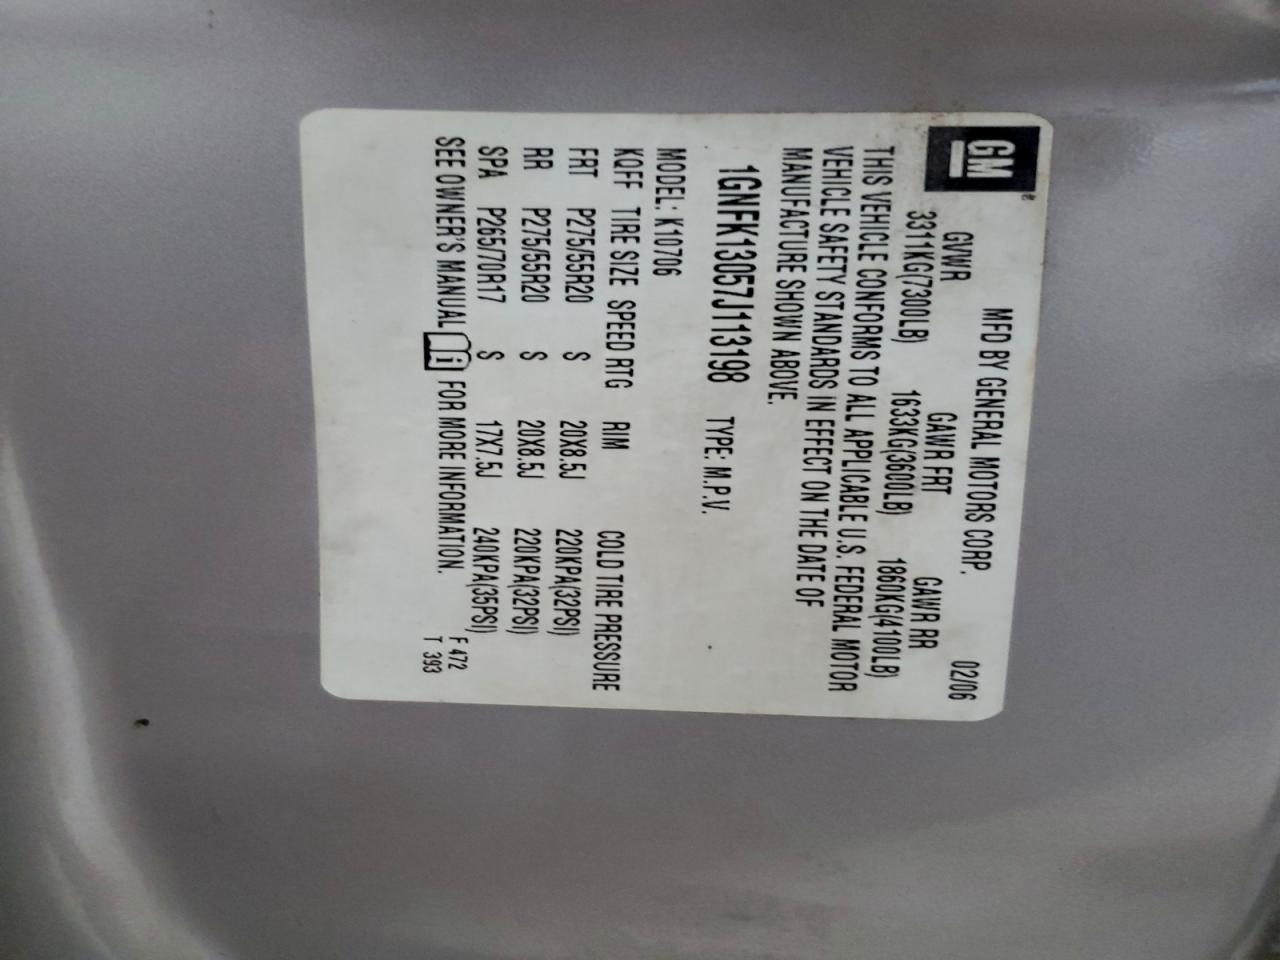 GM®
MFD BY GENERAL MOTORS CORP. 02/06
GVWR GAWR FRT GAWR RR
3311KG(7300LB) 1633KG(3600LB) 1860KG(4100LB)
THIS VEHICLE CONFORMS TO ALL APPLICABLE U.S. FEDERAL MOTOR
VEHICLE SAFETY STANDARDS IN EFFECT ON THE DATE OF
MANUFACTURE SHOWN ABOVE.
1GNFK13057J113198 TYPE: M.P.V.
MODEL: K10706
KQFF TIRE SIZE SPEED RTG RIM COLD TIRE PRESSURE
FRT P275/55R20 S 20X8.5J 220KPA(32PSI)
RR P275/55R20 S 20X8.5J 220KPA(32PSI)
SPA P265/70R17 S 17X7.5J 240KPA(35PSI)
SEE OWNER'S MANUAL i FOR MORE INFORMATION.
F 472
T 393